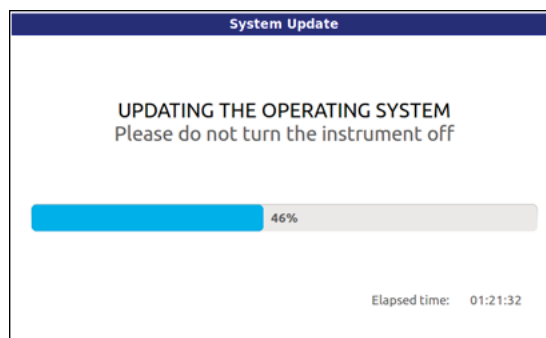 System Update
UPDATING THE OPERATING SYSTEM
Please do not turn the instrument off
46%
Elapsed time: 01:21:32